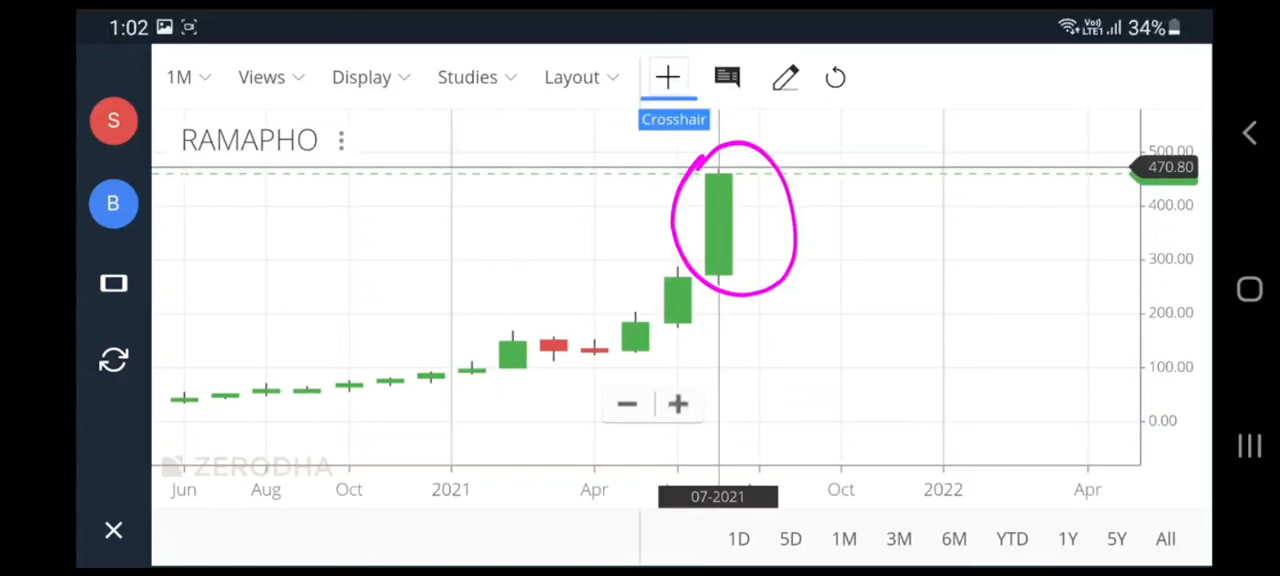 1:02 Vo) LTE1 34%
1M Views Display Studies Layout
Crosshair
S
RAMAPHO
500.00
470.80
B
400.00
300.00
200.00
100.00
0.00
ZERODHA
Jun Aug Oct 2021 Apr 07-2021 Oct 2022 Apr
1D 5D 1M 3M 6M YTD 1Y 5Y All